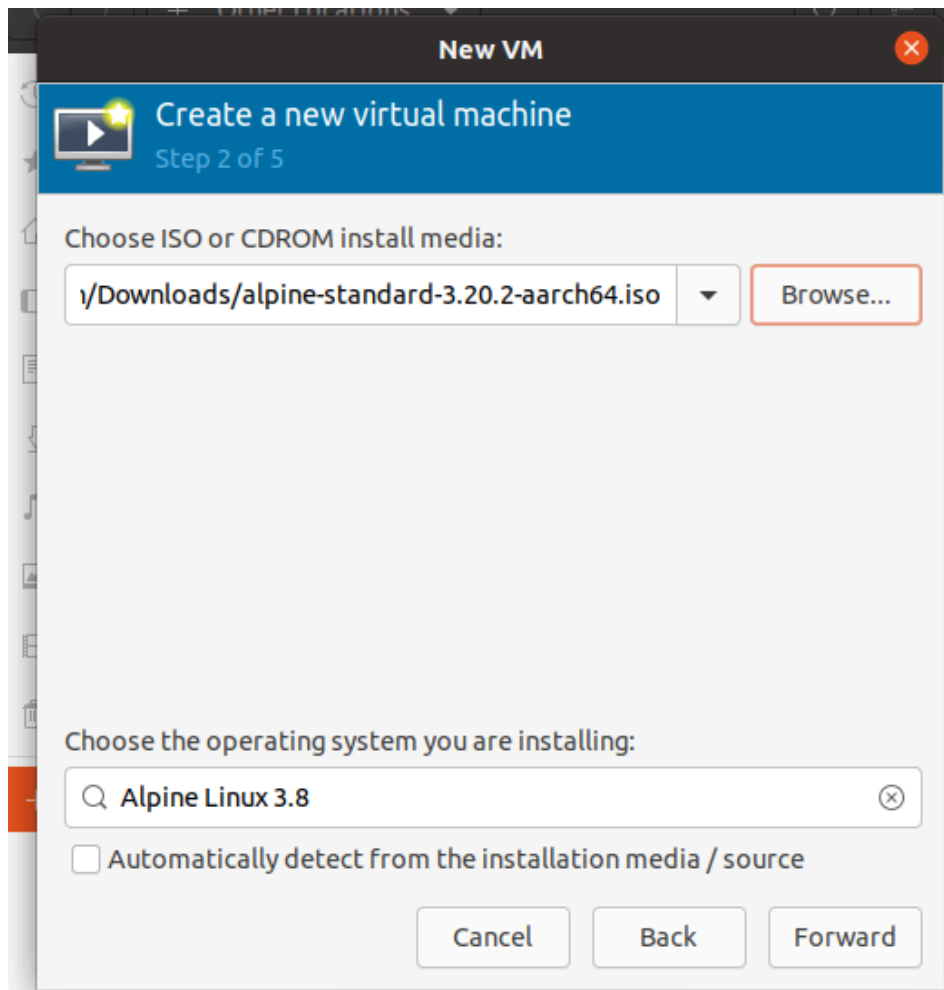 Other Locations
New VM
Create a new virtual machine
Step 2 of 5
Choose ISO or CDROM install media:
/Downloads/alpine-standard-3.20.2-aarch64.iso
Browse...
Choose the operating system you are installing:
Alpine Linux 3.8
Automatically detect from the installation media / source
Cancel Back Forward